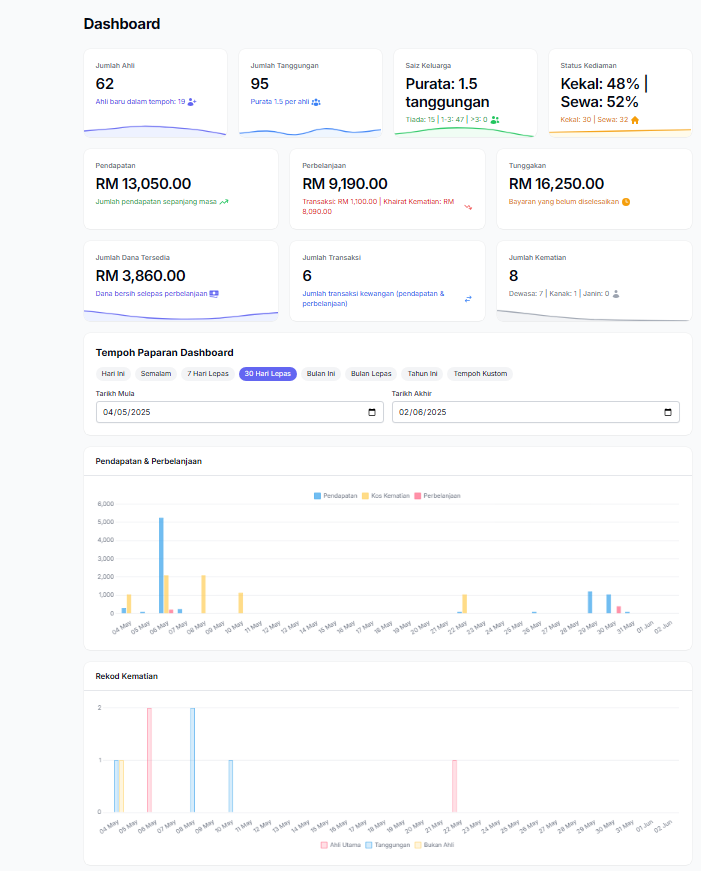 Dashboard
Jumlah Ahli
62
Ahli baru dalam tempoh: 19
Jumlah Tanggungan
95
Purata 1.5 per ahli
Saiz Keluarga
Purata: 1.5
tanggungan
Tiada: 15 | 1-3: 47 | >3: 0
Status Kediaman
Kekal: 48% |
Sewa: 52%
Kekal: 30 | Sewa: 32
Pendapatan
RM 13,050.00
Jumlah pendapatan sepanjang masa
Perbelanjaan
RM 9,190.00
Transaksi: RM 1,100.00 | Khairat Kematian: RM
8,090.00
Tunggakan
RM 16,250.00
Bayaran yang belum diselesaikan
Jumlah Dana Tersedia
RM 3,860.00
Dana bersih selepas perbelanjaan
Jumlah Transaksi
6
Jumlah transaksi kewangan (pendapatan &
perbelanjaan)
Jumlah Kematian
8
Dewasa: 7 | Kanak: 1 | Janin: 0
Tempoh Paparan Dashboard
Hari Ini Semalam 7 Hari Lepas 30 Hari Lepas Bulan Ini Bulan Lepas Tahun Ini Tempoh Kustom
Tarikh Mula Tarikh Akhir
04/05/2025 02/06/2025
Pendapatan & Perbelanjaan
Pendapatan Kos Kematian Perbelanjaan
6,000
5,000
4,000
3,000
2,000
1,000
0
04 May 05 May 06 May 07 May 08 May 09 May 10 May 11 May 12 May 12 May 13 May 14 May 15 May 16 May 17 May 18 May 19 May 20 May 21 May 22 May 23 May 24 May 25 May 26 May 28 May 29 May 30 May 31 May 01 Jun 02 Jun
Rekod Kematian
2
1
0
04 May 05 May 06 May 07 May 08 May 09 May 10 May 11 May 12 May 13 May 14 May 15 May 16 May 17 May 18 May 19 May 20 May 21 May 22 May 23 May 24 May 25 May 26 May 28 May 29 May 30 May 31 May 01 Jun 02 Jun
Ahli Utama Tanggungan Bukan Ahli